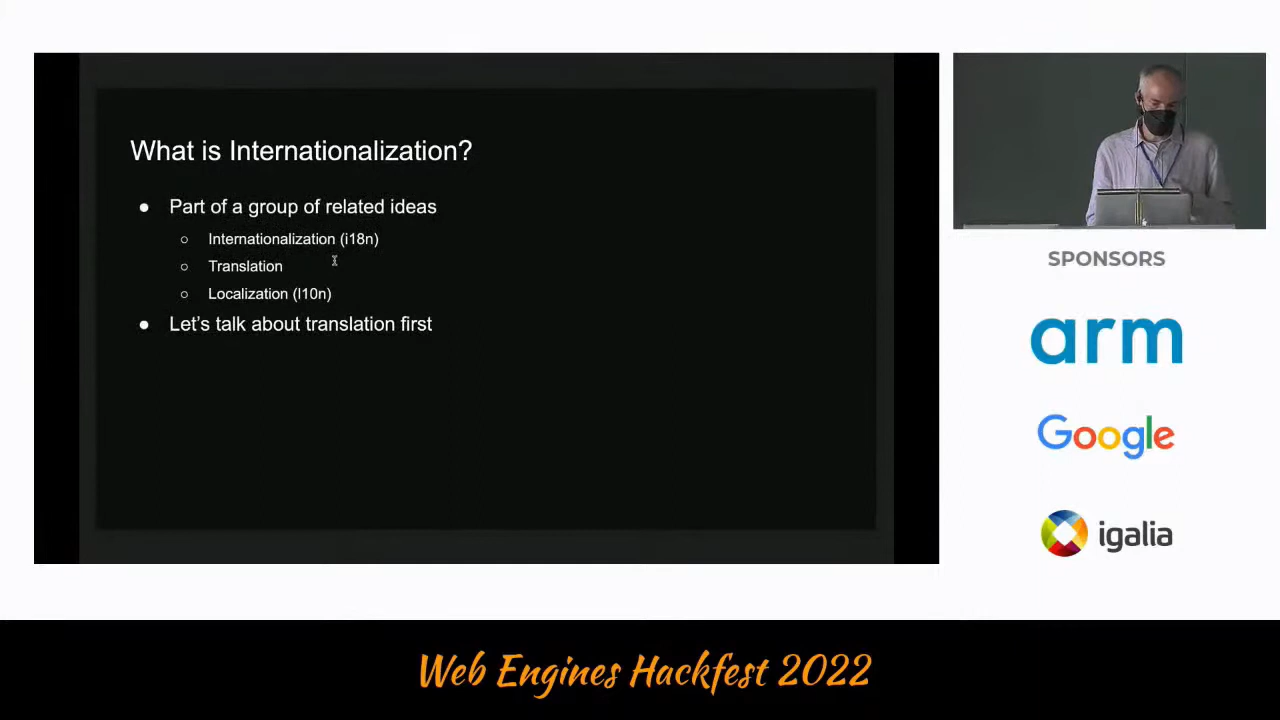 What is Internationalization?
● Part of a group of related ideas
○ Internationalization (i18n)
○ Translation
○ Localization (l10n)
● Let's talk about translation first
SPONSORS
arm
Google
igalia
Web Engines Hackfest 2022